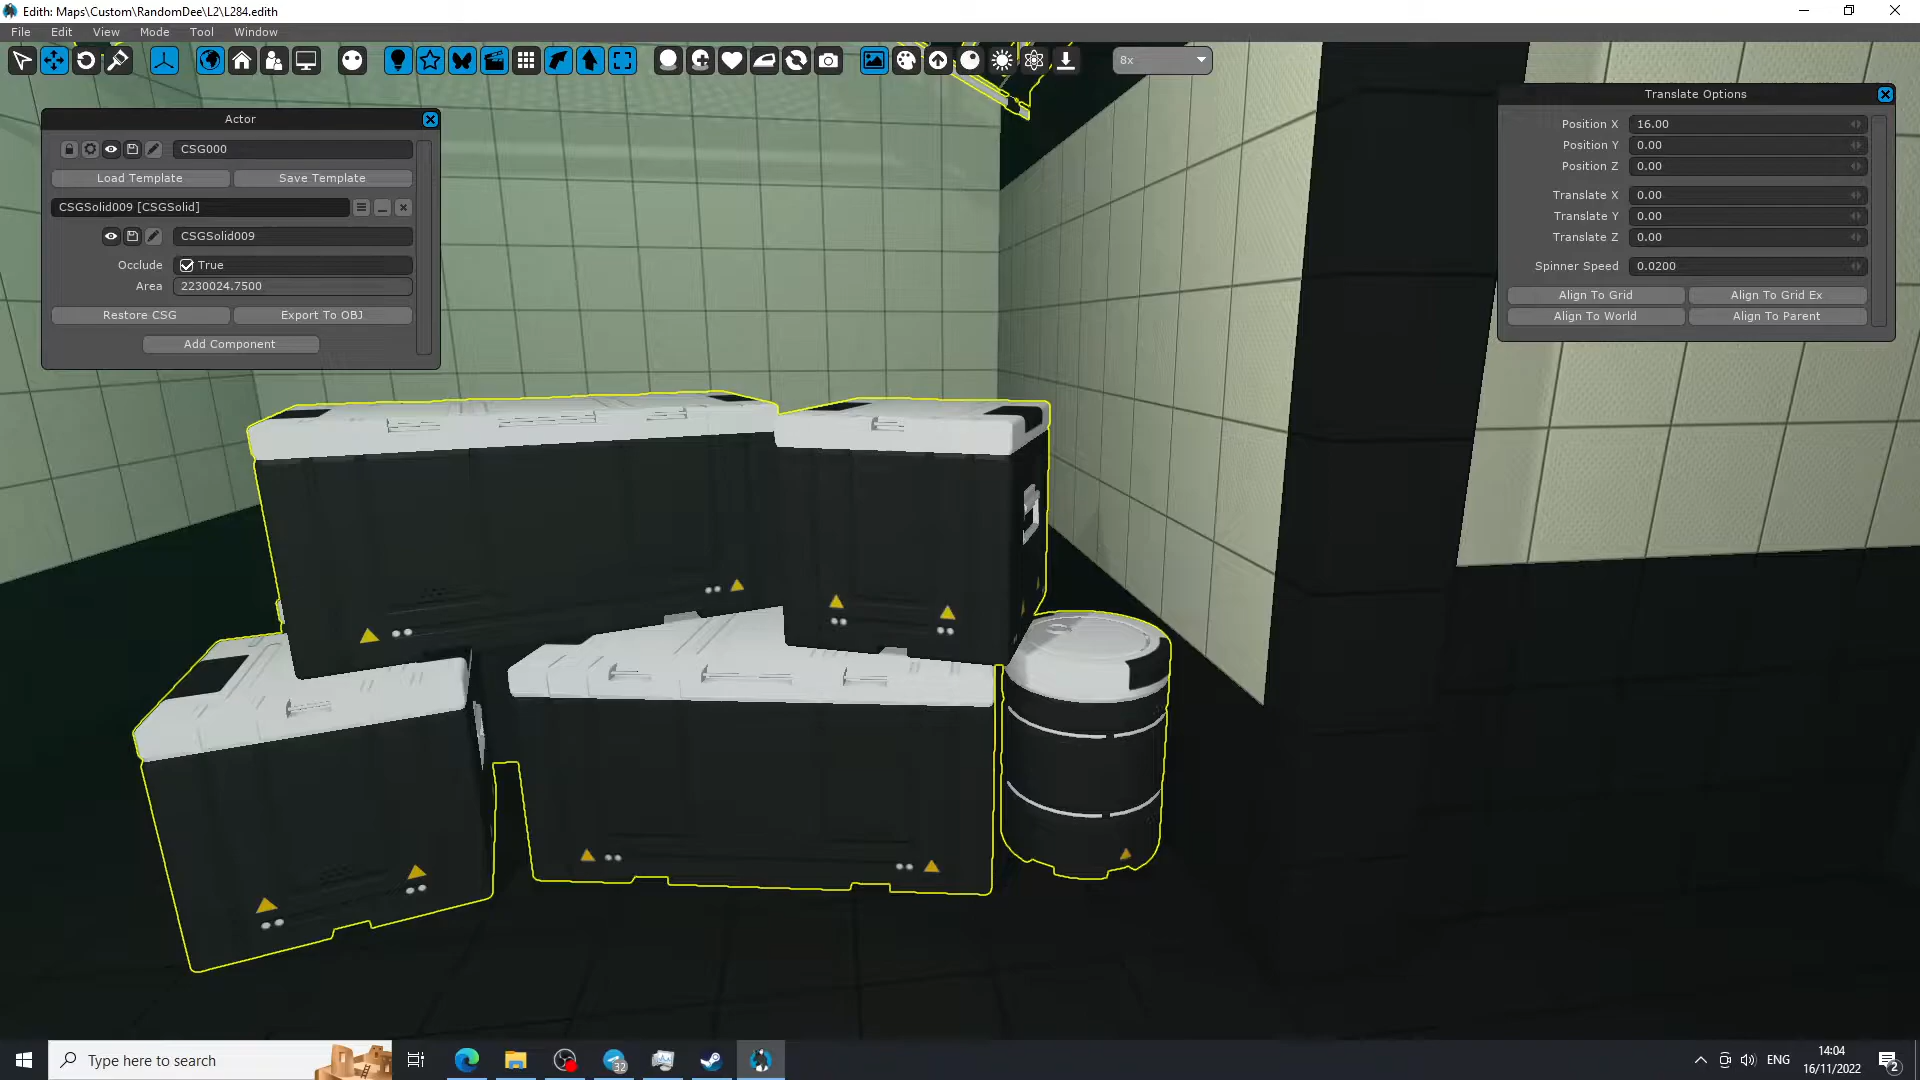 Edith: Maps\Custom\RandomDee\L2\L284.edith
File Edit View Mode Tool Window
8x
Actor
CSG000
Load Template Save Template
CSGSolid009 [CSGSolid]
CSGSolid009
Occlude True
Area 2230024.7500
Restore CSG Export To OBJ
Add Component
Translate Options
Position X 16.00
Position Y 0.00
Position Z 0.00
Translate X 0.00
Translate Y 0.00
Translate Z 0.00
Spinner Speed 0.0200
Align To Grid Align To Grid Ex
Align To World Align To Parent
Type here to search
32
ENG
14:04
16/11/2022
2